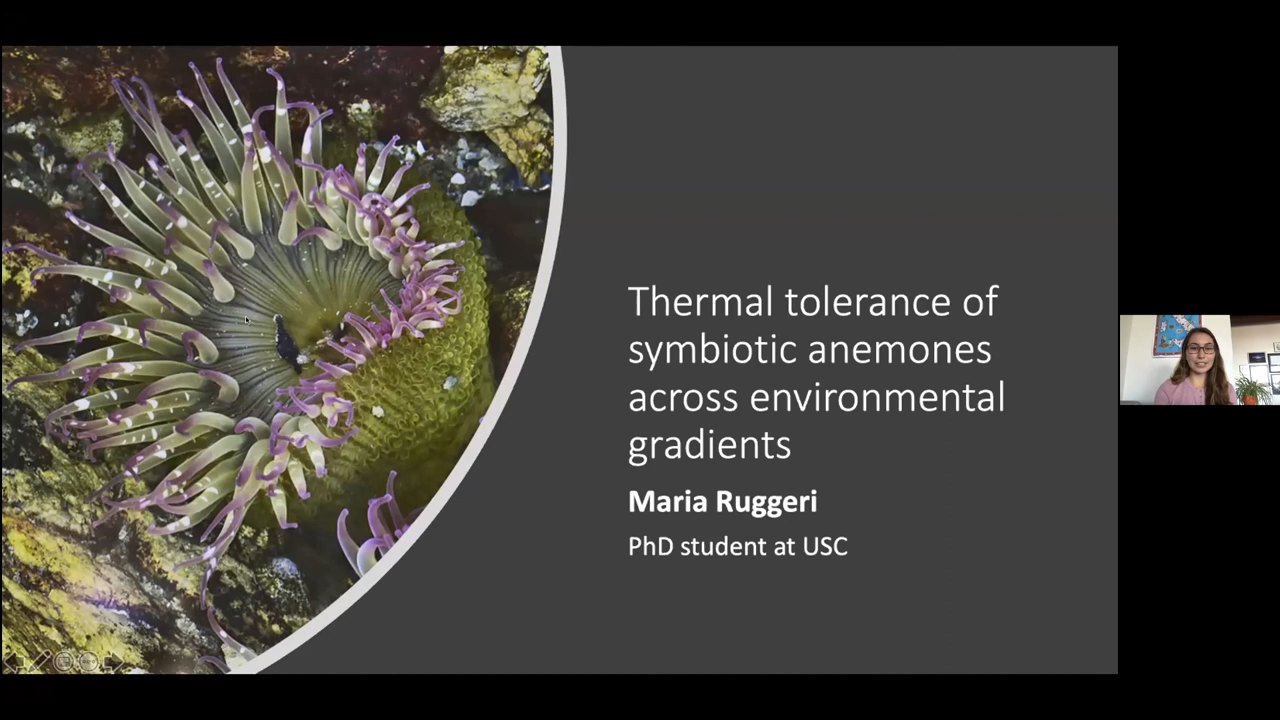 Thermal tolerance of
symbiotic anemones
across environmental
gradients
Maria Ruggeri
PhD student at USC